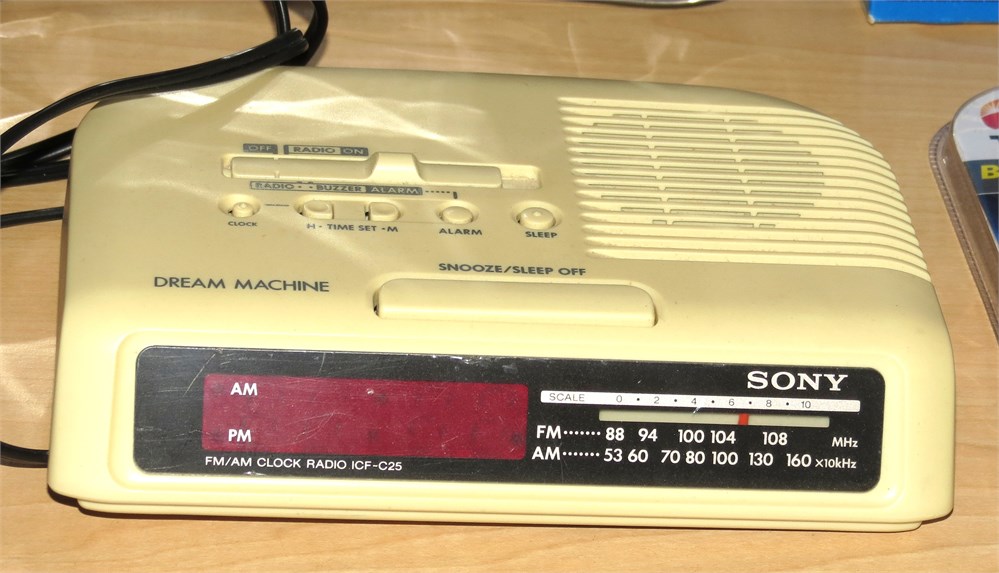 OFF RADIO ON
RADIO •• BUZZER ALARM
CLOCK H • TIME SET • M ALARM SLEEP
SNOOZE/SLEEP OFF
DREAM MACHINE
SONY
AM
SCALE 0 • 2 • 4 • 6 • 8 • 10
PM
FM ······· 88 94 100 104 108 MHz
AM ······· 53 60 70 80 100 130 160 ×10kHz
FM/AM CLOCK RADIO ICF-C25
B